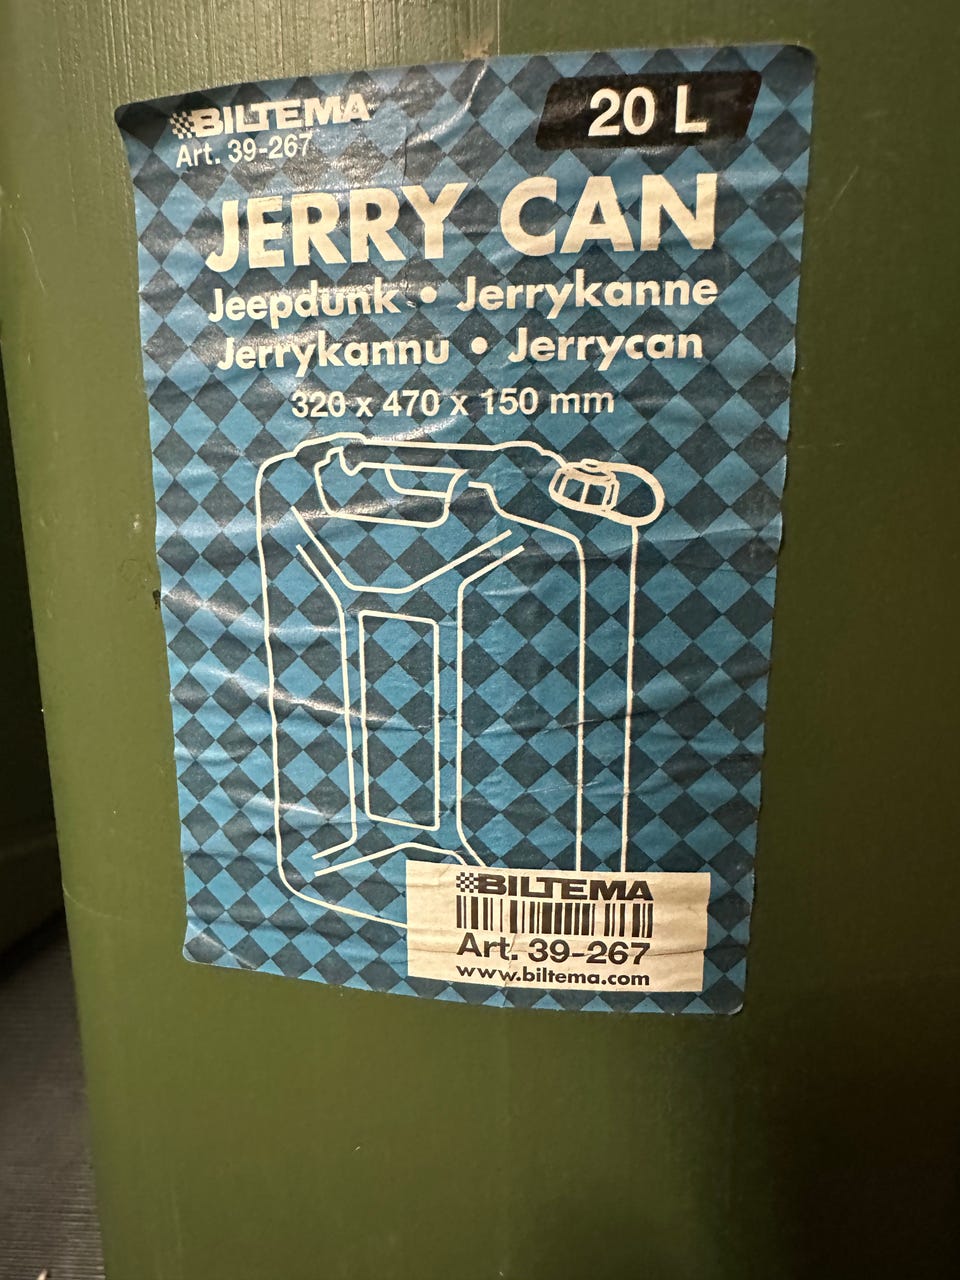 BILTEMA
Art. 39-267
20 L
JERRY CAN
Jeepdunk • Jerrykanne
Jerrykannu • Jerrycan
320 x 470 x 150 mm
BILTEMA
Art. 39-267
www.biltema.com